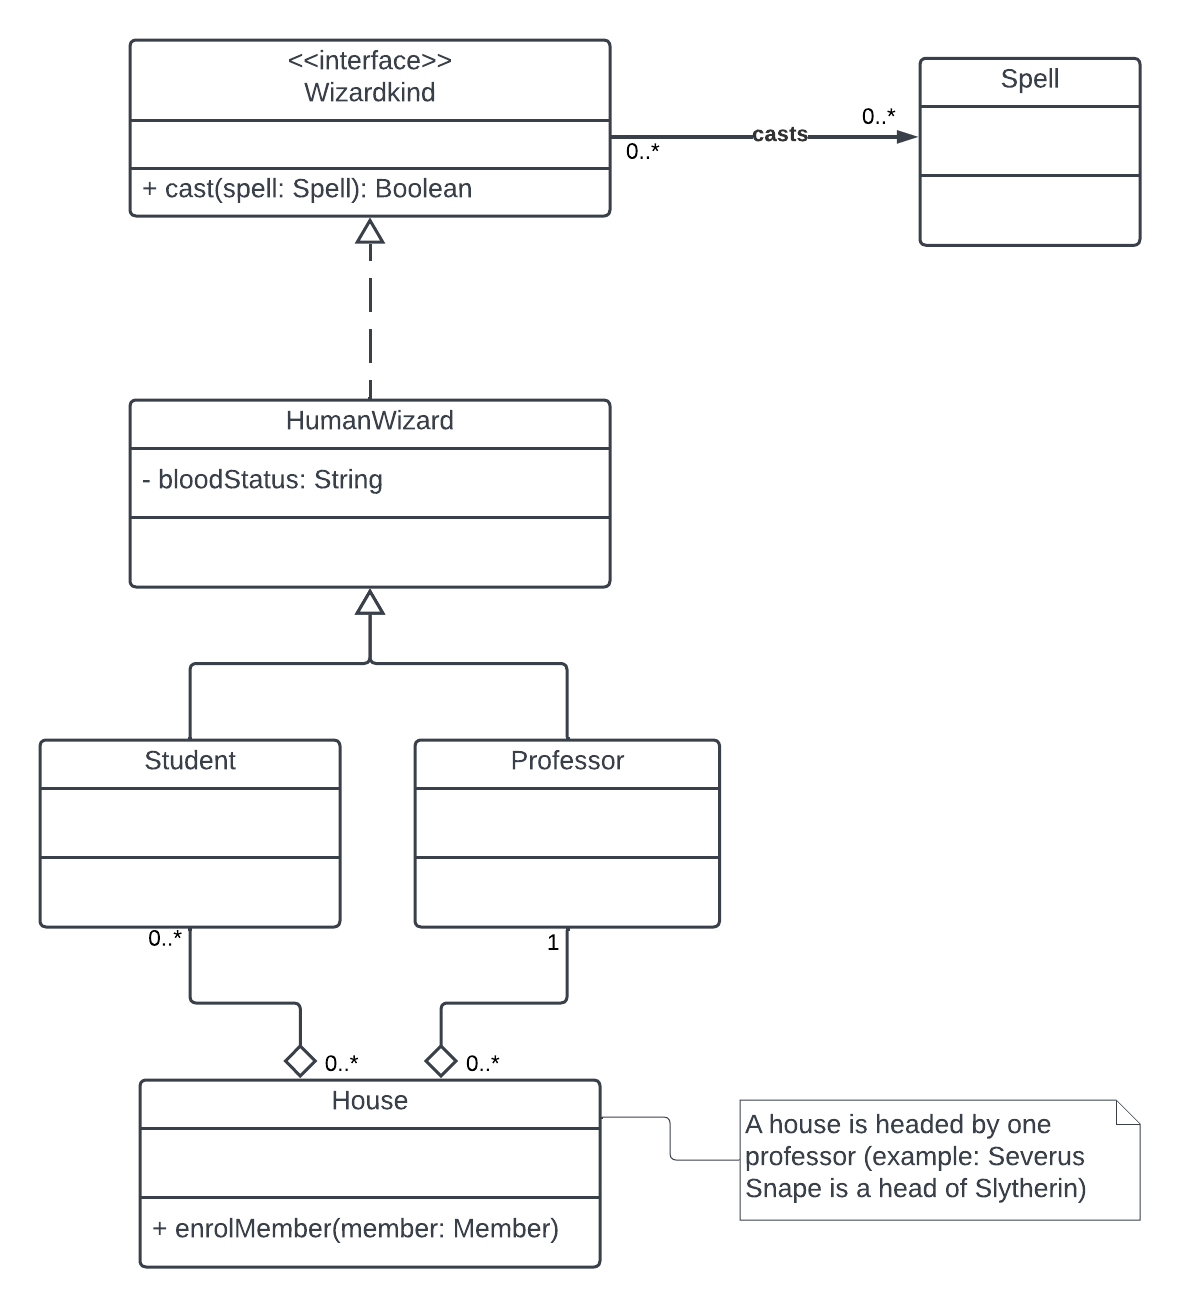 <<interface>>
Wizardkind
+ cast(spell: Spell): Boolean
0..*
casts
0..*
Spell
HumanWizard
- bloodStatus: String
Student
Professor
0..*
1
0..*
0..*
House
+ enrolMember(member: Member)
A house is headed by one
professor (example: Severus
Snape is a head of Slytherin)